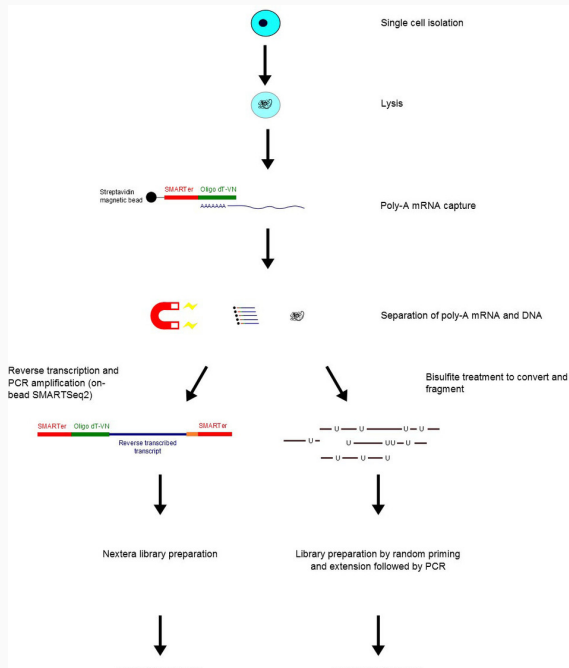 Single cell isolation
Lysis
Streptavidin
magnetic bead
SMARTer
Oligo dT-VN
AAAAAAA
Poly-A mRNA capture
Separation of poly-A mRNA and DNA
Reverse transcription and
PCR amplification (on-
bead SMARTSeq2)
Bisulfite treatment to convert and
fragment
SMARTer Oligo dT-VN
SMARTer
Reverse transcribed
transcript
U U U U
U U UU U
U U U
Nextera library preparation
Library preparation by random priming
and extension followed by PCR